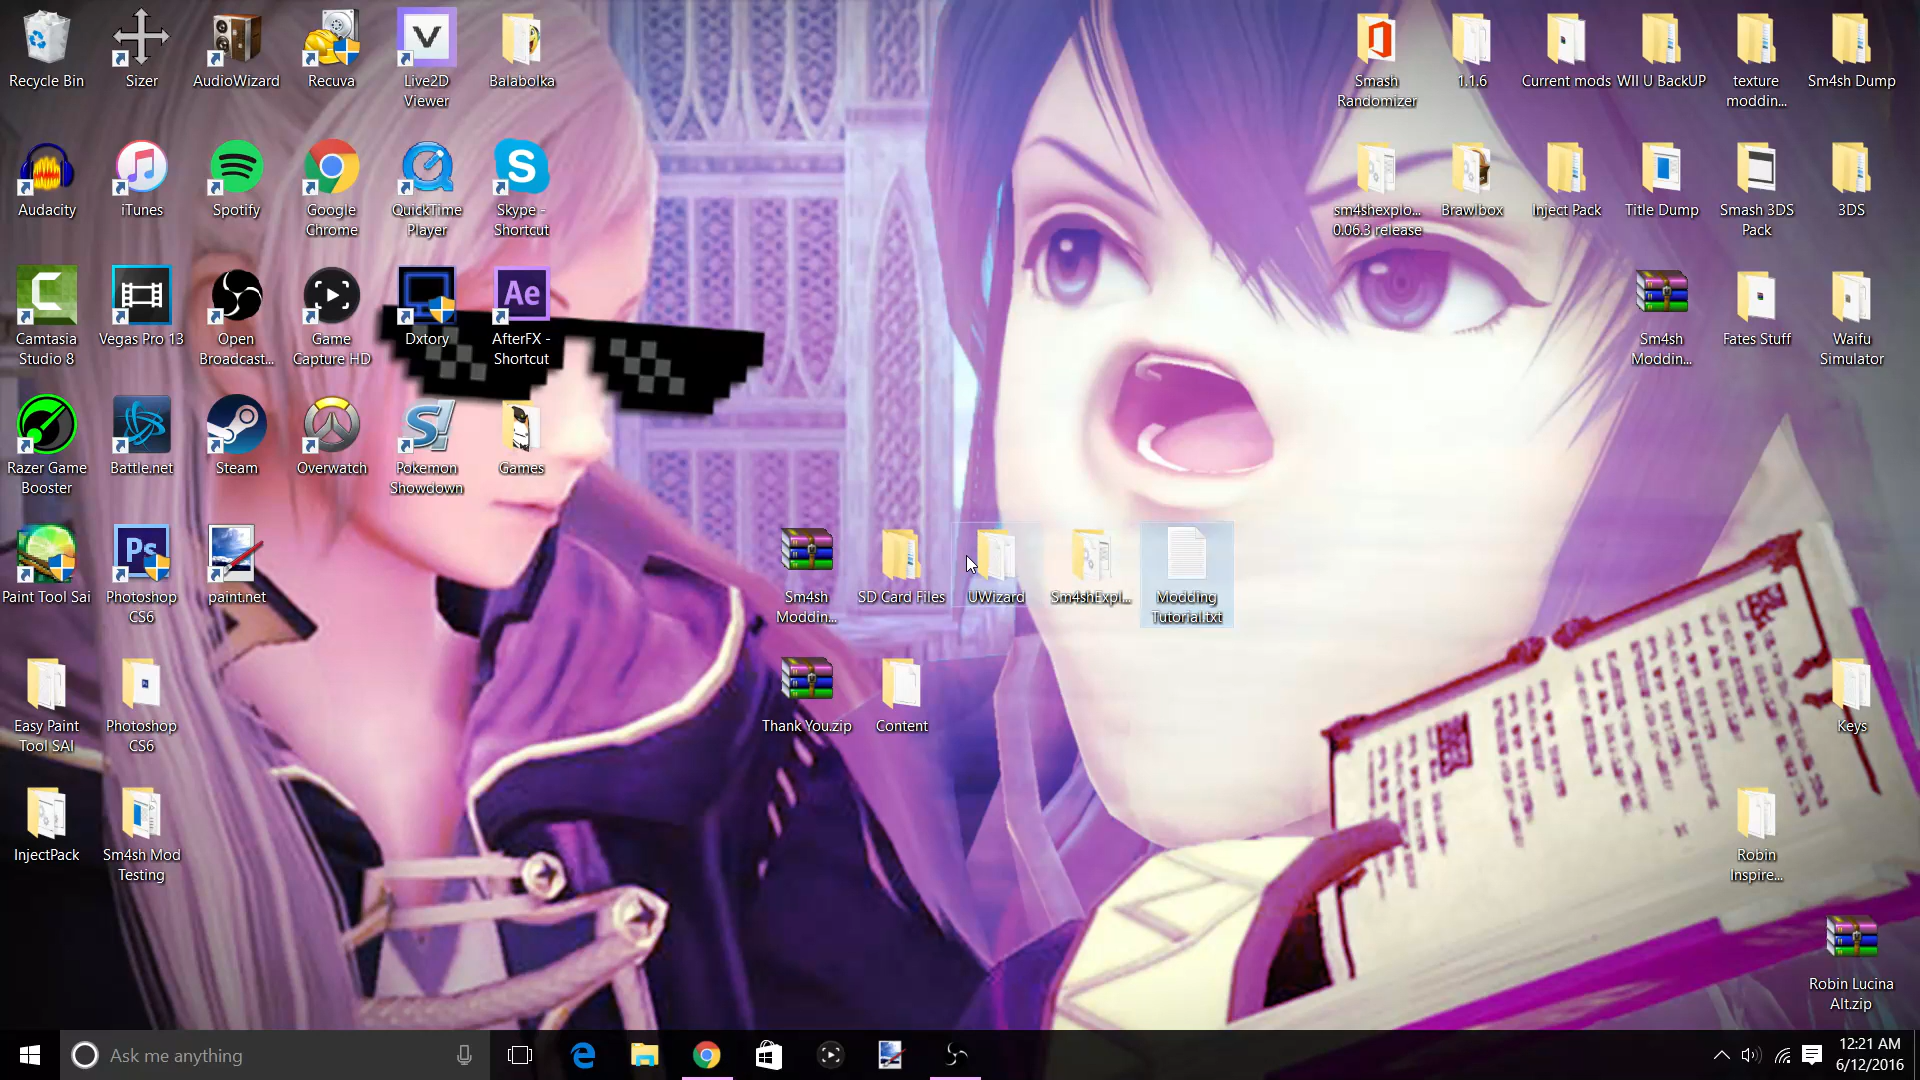 Recycle Bin
Sizer
AudioWizard
Recuva
Live2D
Viewer
Balabolka
Smash
Randomizer
1.1.6
Current mods
WII U BackUP
texture
moddin...
Sm4sh Dump
Audacity
iTunes
Spotify
Google
Chrome
QuickTime
Player
Skype -
Shortcut
sm4shexplo...
0.06.3 release
Brawlbox
Inject Pack
Title Dump
Smash 3DS
Pack
3DS
Camtasia
Studio 8
Vegas Pro 13
Open
Broadcast...
Game
Capture HD
Dxtory
Ae
AfterFX -
Shortcut
Sm4sh
Moddin...
Fates Stuff
Waifu
Simulator
Razer Game
Booster
Battle.net
Steam
Overwatch
Pokemon
Showdown
Games
Paint Tool Sai
Ps
Photoshop
CS6
paint.net
Sm4sh
Moddin...
SD Card Files
UWizard
Sm4shExpl...
Modding
Tutorial.txt
Easy Paint
Tool SAI
Photoshop
CS6
Thank You.zip
Content
Keys
InjectPack
Sm4sh Mod
Testing
Robin
Inspire...
Robin Lucina
Alt.zip
Ask me anything
12:21 AM
6/12/2016